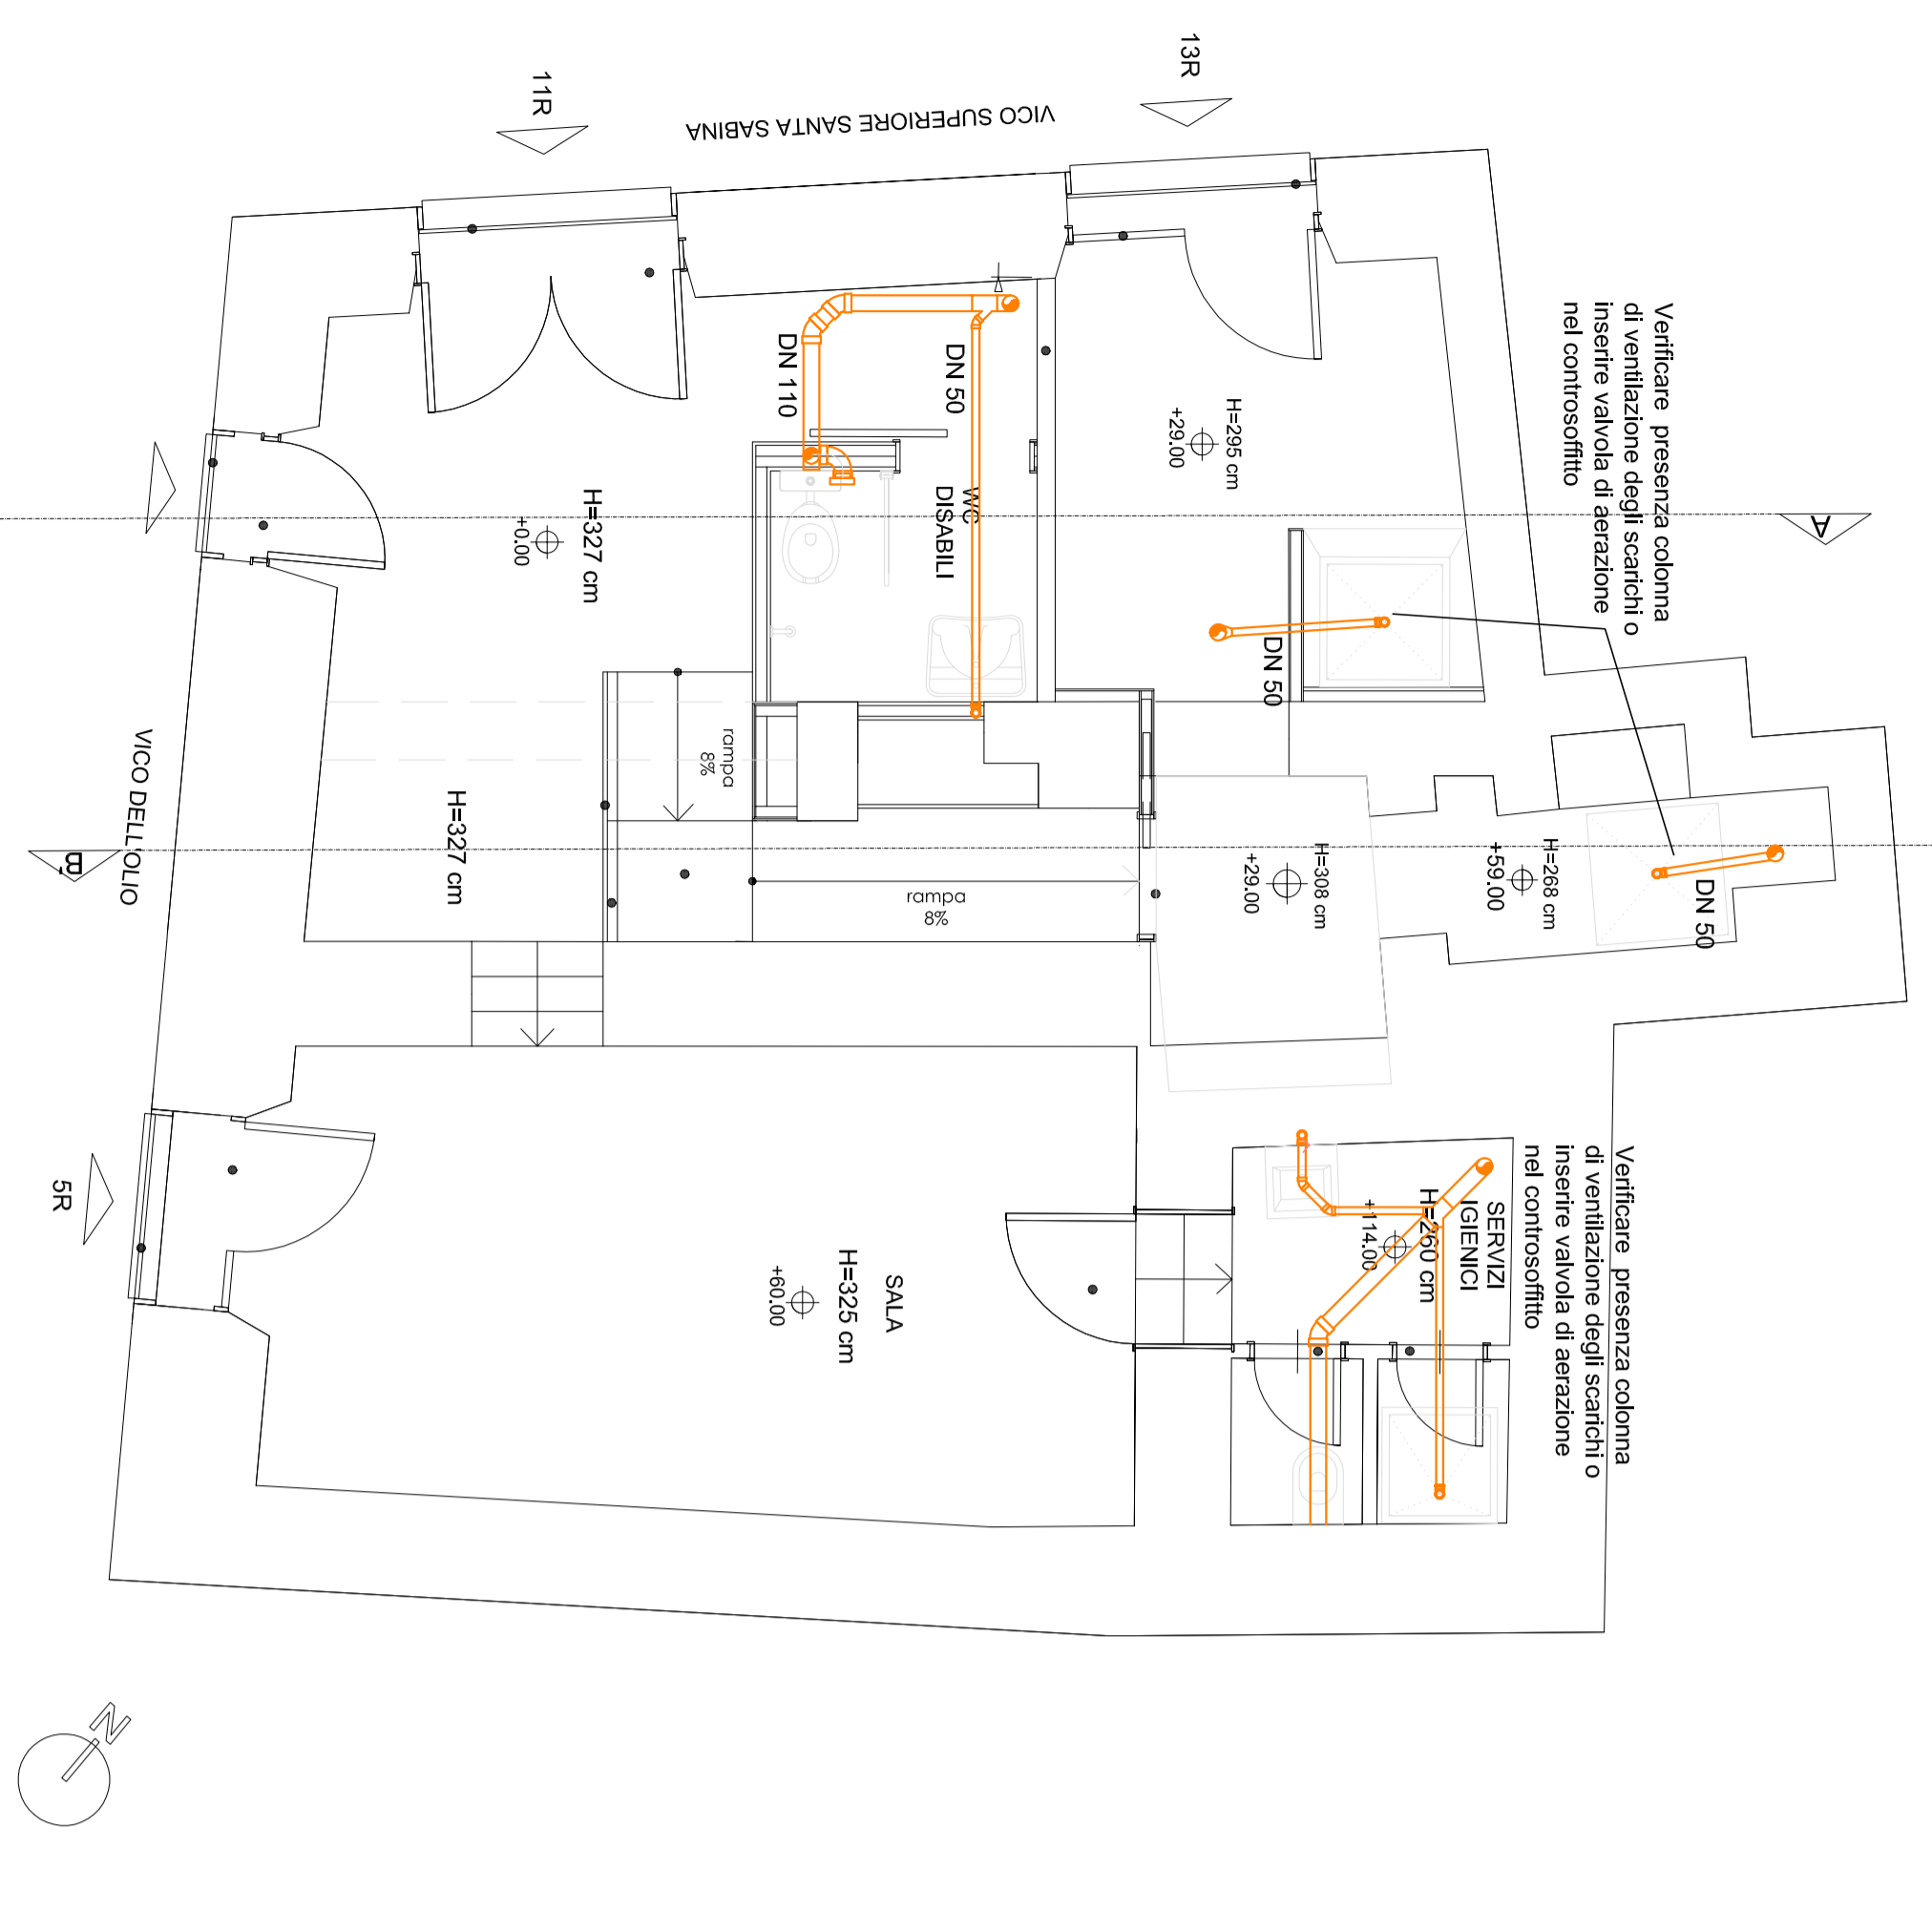 13R
11R
VICO SUPERIORE SANTA SABINA
Verificare presenza colonna
di ventilazione degli scarichi o
inserire valvola di aerazione
nel controsoffitto
DN 110
DN 50
H=295 cm
+29.00
WC
DISABILI
H=327 cm
+0.00
A
DN 50
rampa
8%
VICO DELL'OLIO
H=327 cm
B'
rampa
8%
H=308 cm
+29.00
H=268 cm
+59.00
DN 50
5R
SALA
H=325 cm
+60.00
SERVIZI
IGIENICI
H=260 cm
+114.00
Verificare presenza colonna
di ventilazione degli scarichi o
inserire valvola di aerazione
nel controsoffitto
N